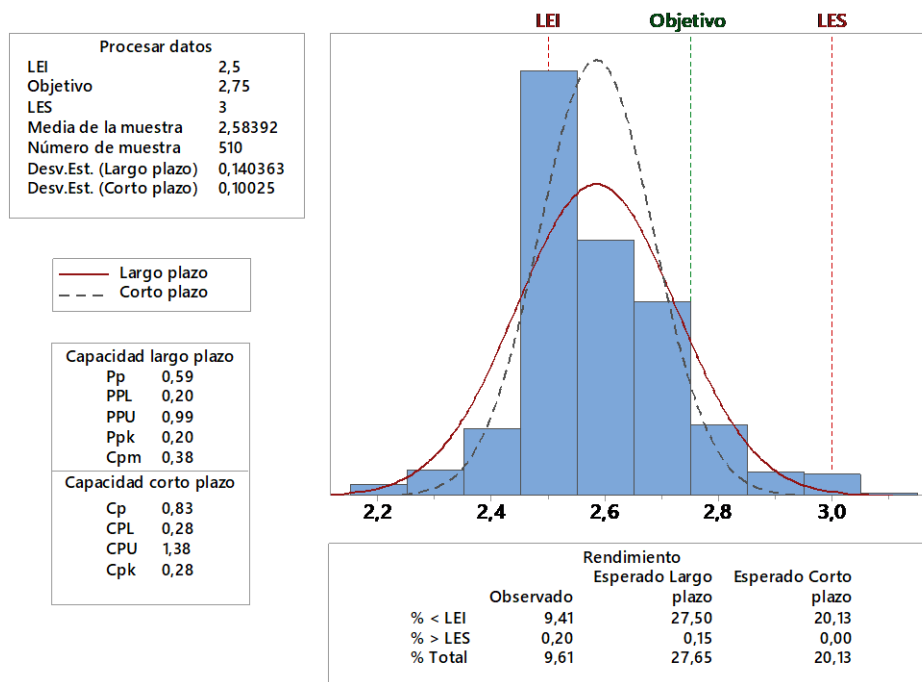 LEI Objetivo LES
Procesar datos
LEI 2,5
Objetivo 2,75
LES 3
Media de la muestra 2,58392
Número de muestra 510
Desv.Est. (Largo plazo) 0,140363
Desv.Est. (Corto plazo) 0,10025
Largo plazo
Corto plazo
Capacidad largo plazo
Pp 0,59
PPL 0,20
PPU 0,99
Ppk 0,20
Cpm 0,38
Capacidad corto plazo
Cp 0,83
CPL 0,28
CPU 1,38
Cpk 0,28
2,2 2,4 2,6 2,8 3,0
Rendimiento
Esperado Largo Esperado Corto
Observado plazo plazo
% < LEI 9,41 27,50 20,13
% > LES 0,20 0,15 0,00
% Total 9,61 27,65 20,13